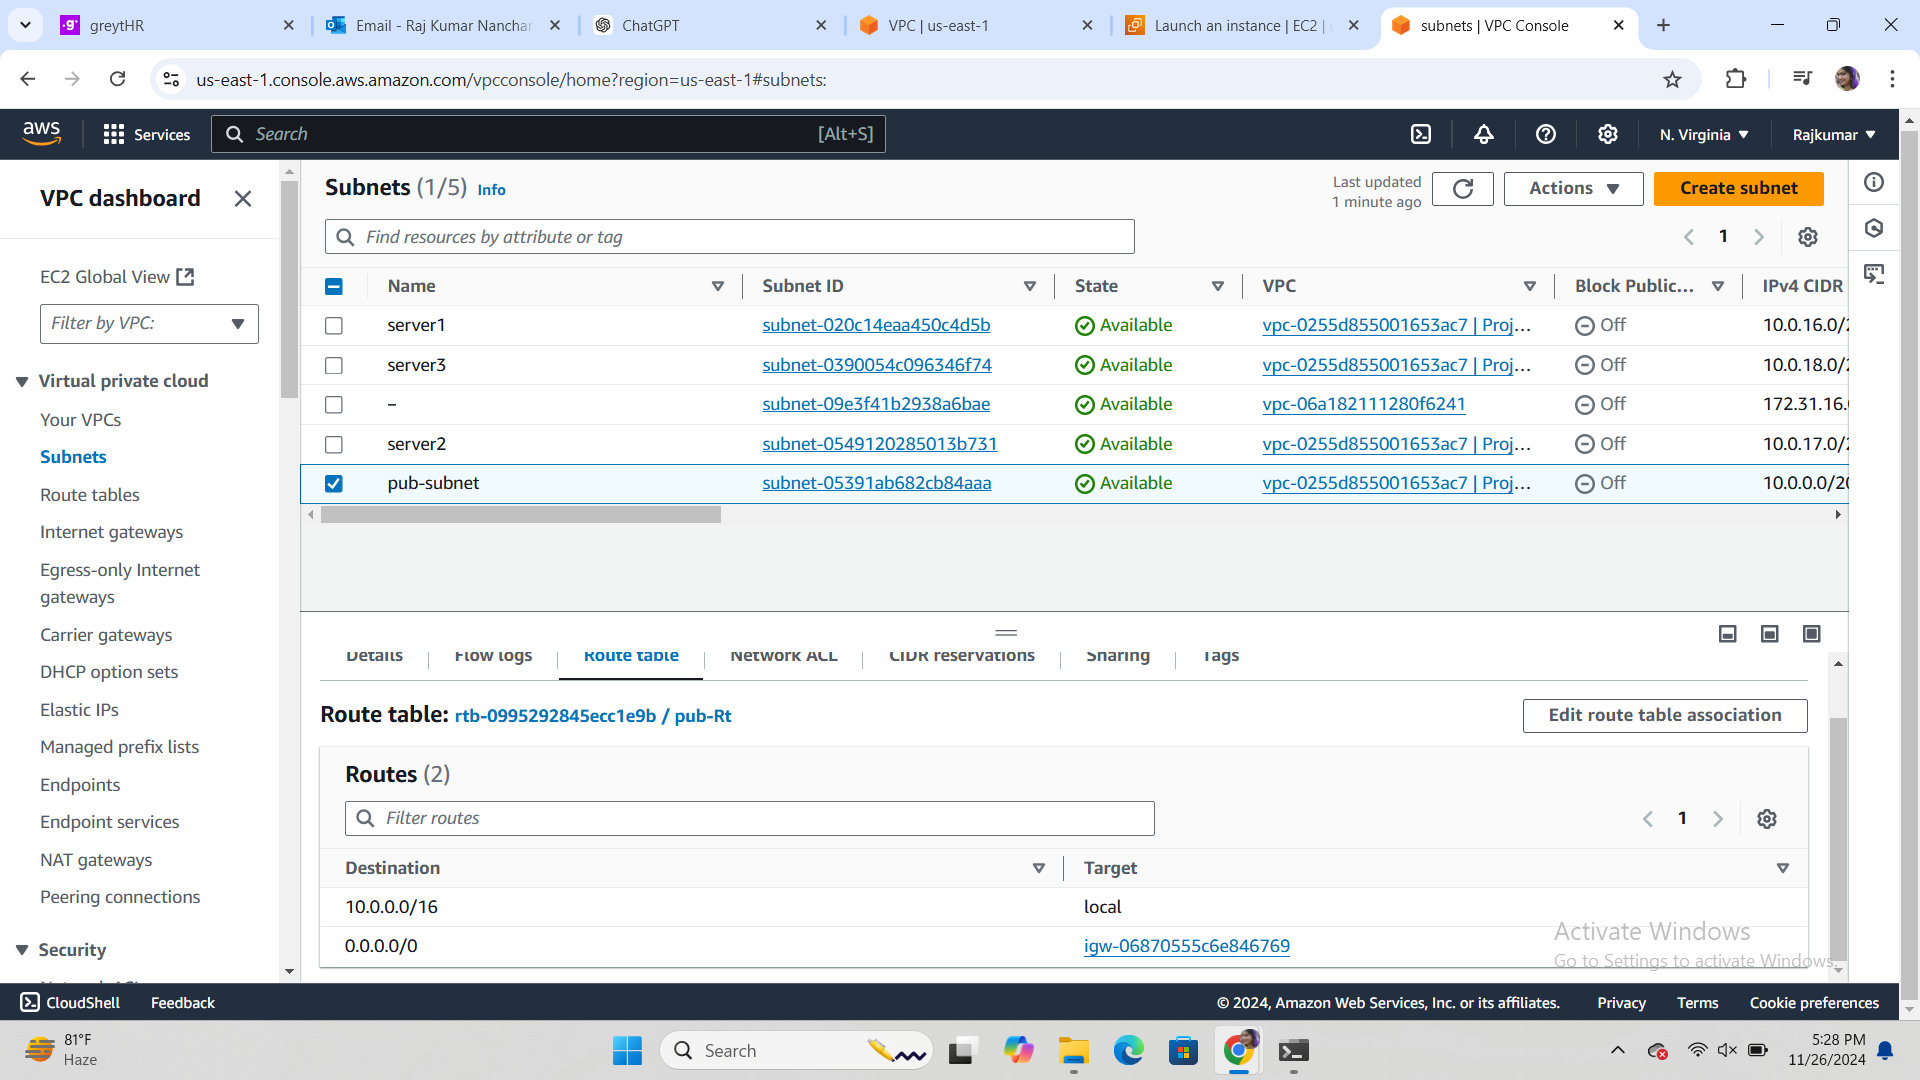 greytHR
Email - Raj Kumar Nanchar
ChatGPT
VPC | us-east-1
Launch an instance | EC2 |
subnets | VPC Console
us-east-1.console.aws.amazon.com/vpcconsole/home?region=us-east-1#subnets:
aws
Services
Search
[Alt+S]
N. Virginia
Rajkumar
VPC dashboard
EC2 Global View
Filter by VPC:
Virtual private cloud
Your VPCs
Subnets
Route tables
Internet gateways
Egress-only Internet
gateways
Carrier gateways
DHCP option sets
Elastic IPs
Managed prefix lists
Endpoints
Endpoint services
NAT gateways
Peering connections
Security
Subnets (1/5) Info
Last updated
1 minute ago
Actions
Create subnet
Find resources by attribute or tag
1
Name Subnet ID State VPC Block Public... IPv4 CIDR
server1 subnet-020c14eaa450c4d5b Available vpc-0255d855001653ac7 | Proj... Off 10.0.16.0/2
server3 subnet-0390054c096346f74 Available vpc-0255d855001653ac7 | Proj... Off 10.0.18.0/2
– subnet-09e3f41b2938a6bae Available vpc-06a182111280f6241 Off 172.31.16.
server2 subnet-0549120285013b731 Available vpc-0255d855001653ac7 | Proj... Off 10.0.17.0/2
pub-subnet subnet-05391ab682cb84aaa Available vpc-0255d855001653ac7 | Proj... Off 10.0.0.0/20
Details Flow logs Route table Network ACL CIDR reservations Sharing Tags
Route table: rtb-0995292845ecc1e9b / pub-Rt
Edit route table association
Routes (2)
Filter routes
1
Destination Target
10.0.0.0/16 local
0.0.0.0/0 igw-06870555c6e846769
Activate Windows
Go to Settings to activate Windows.
CloudShell Feedback
© 2024, Amazon Web Services, Inc. or its affiliates. Privacy Terms Cookie preferences
81°F
Haze
Search
5:28 PM
11/26/2024